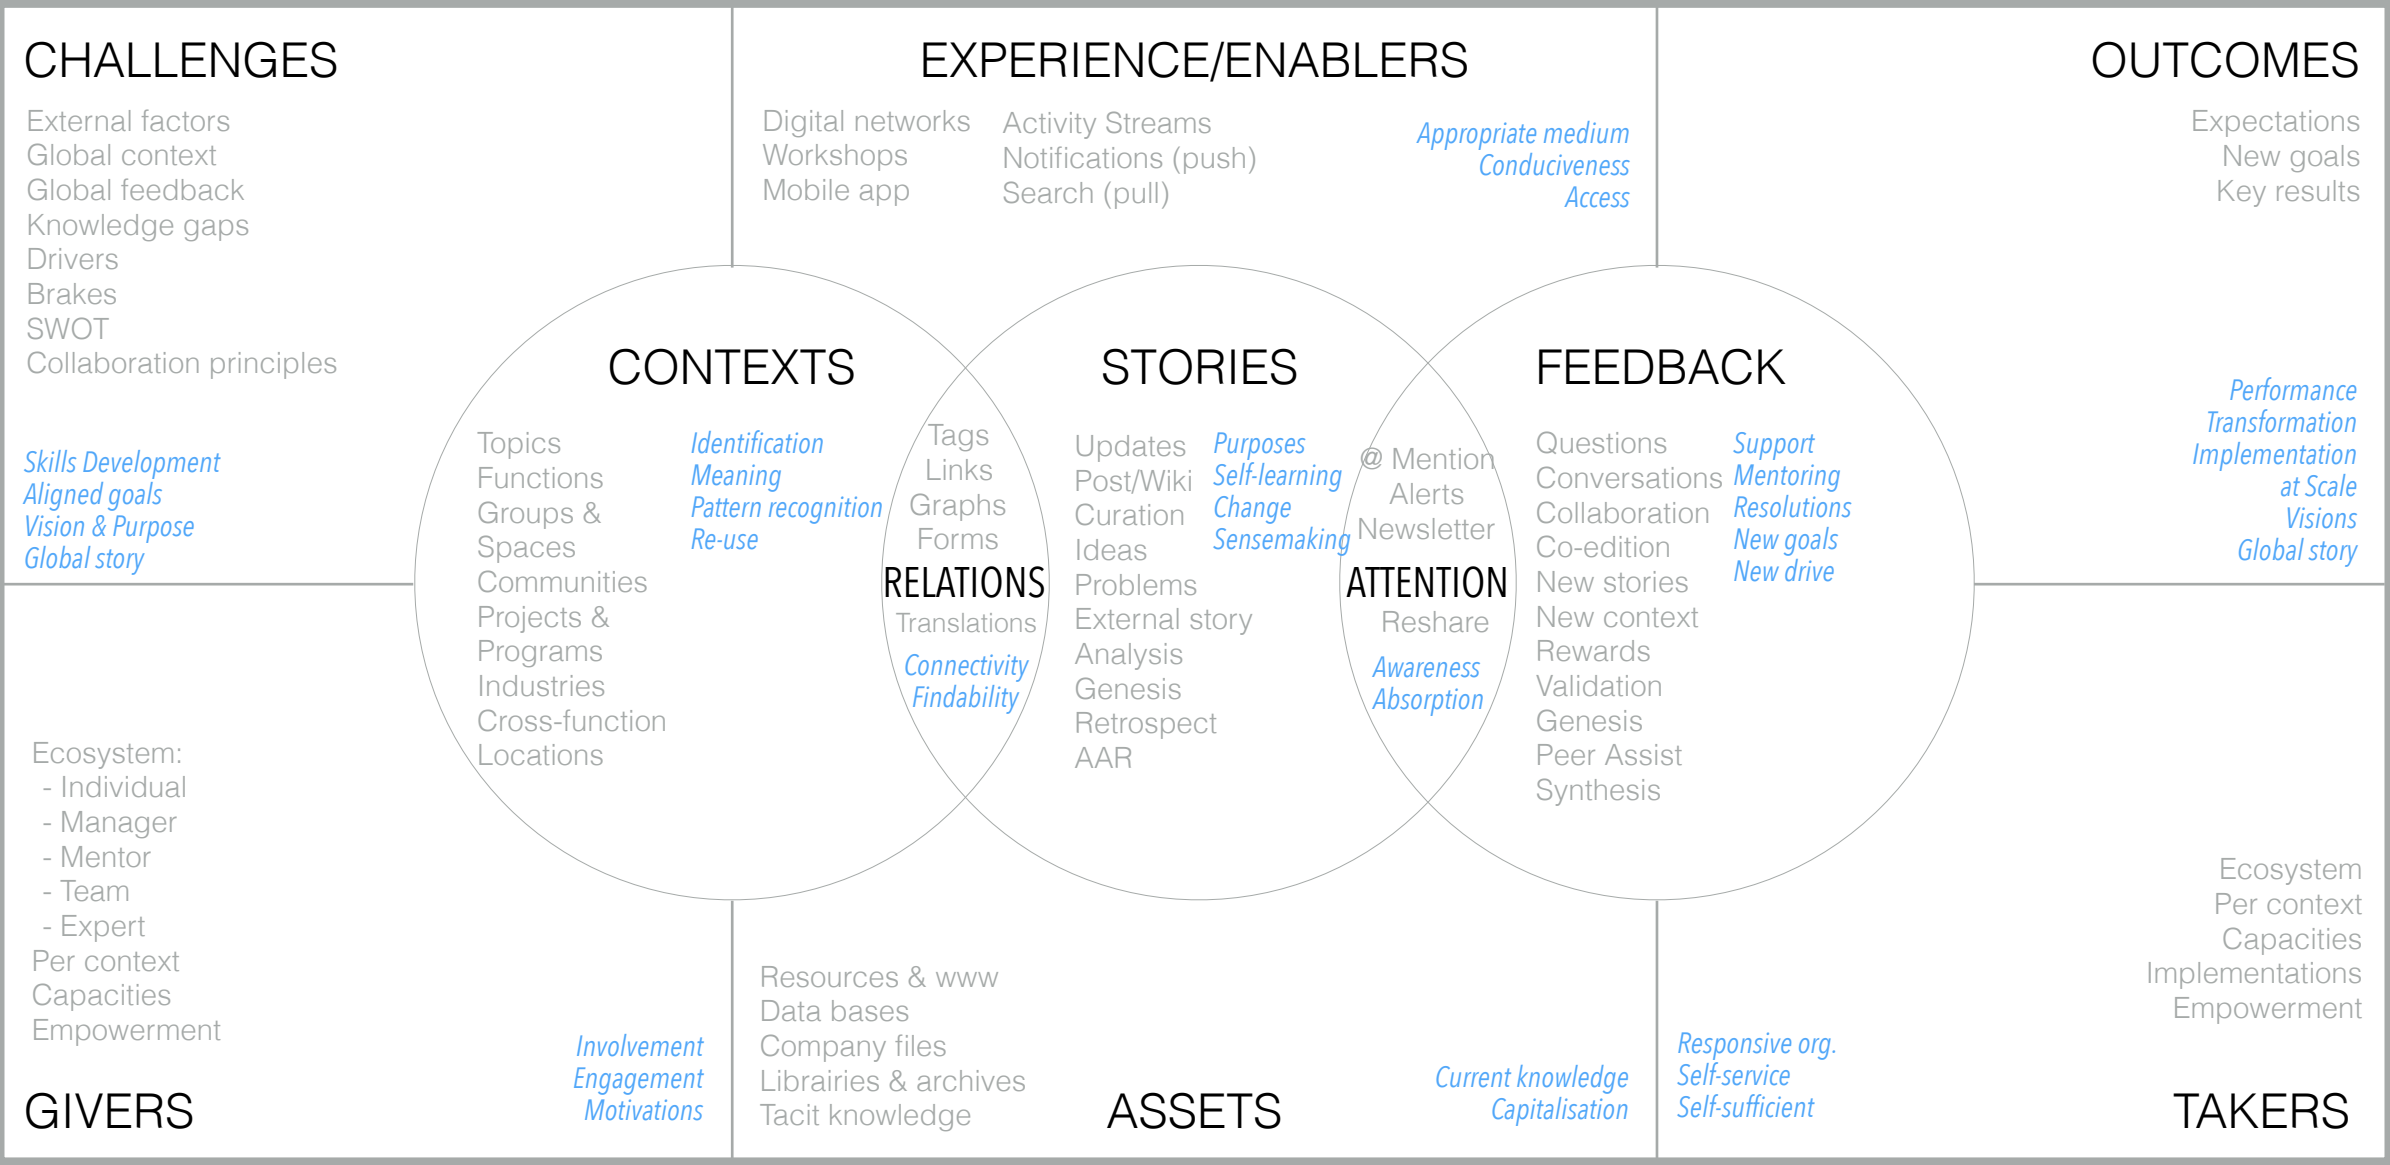 CHALLENGES
External factors
Global context
Global feedback
Knowledge gaps
Drivers
Brakes
SWOT
Collaboration principles
Skills Development
Aligned goals
Vision & Purpose
Global story
EXPERIENCE/ENABLERS
Digital networks
Workshops
Mobile app
Activity Streams
Notifications (push)
Search (pull)
Appropriate medium
Conduciveness
Access
OUTCOMES
Expectations
New goals
Key results
Performance
Transformation
Implementation
at Scale
Visions
Global story
CONTEXTS
Topics
Functions
Groups &
Spaces
Communities
Projects &
Programs
Industries
Cross-function
Locations
Identification
Meaning
Pattern recognition
Re-use
Tags
Links
Graphs
Forms
RELATIONS
Translations
Connectivity
Findability
STORIES
Updates
Post/Wiki
Curation
Ideas
Problems
External story
Analysis
Genesis
Retrospect
AAR
Purposes
Self-learning
Change
Sensemaking
@ Mention
Alerts
Newsletter
ATTENTION
Reshare
Awareness
Absorption
FEEDBACK
Questions
Conversations
Collaboration
Co-edition
New stories
New context
Rewards
Validation
Genesis
Peer Assist
Synthesis
Support
Mentoring
Resolutions
New goals
New drive
Ecosystem:
- Individual
- Manager
- Mentor
- Team
- Expert
Per context
Capacities
Empowerment
GIVERS
Involvement
Engagement
Motivations
Resources & www
Data bases
Company files
Librairies & archives
Tacit knowledge
ASSETS
Current knowledge
Capitalisation
Responsive org.
Self-service
Self-sufficient
Ecosystem
Per context
Capacities
Implementations
Empowerment
TAKERS